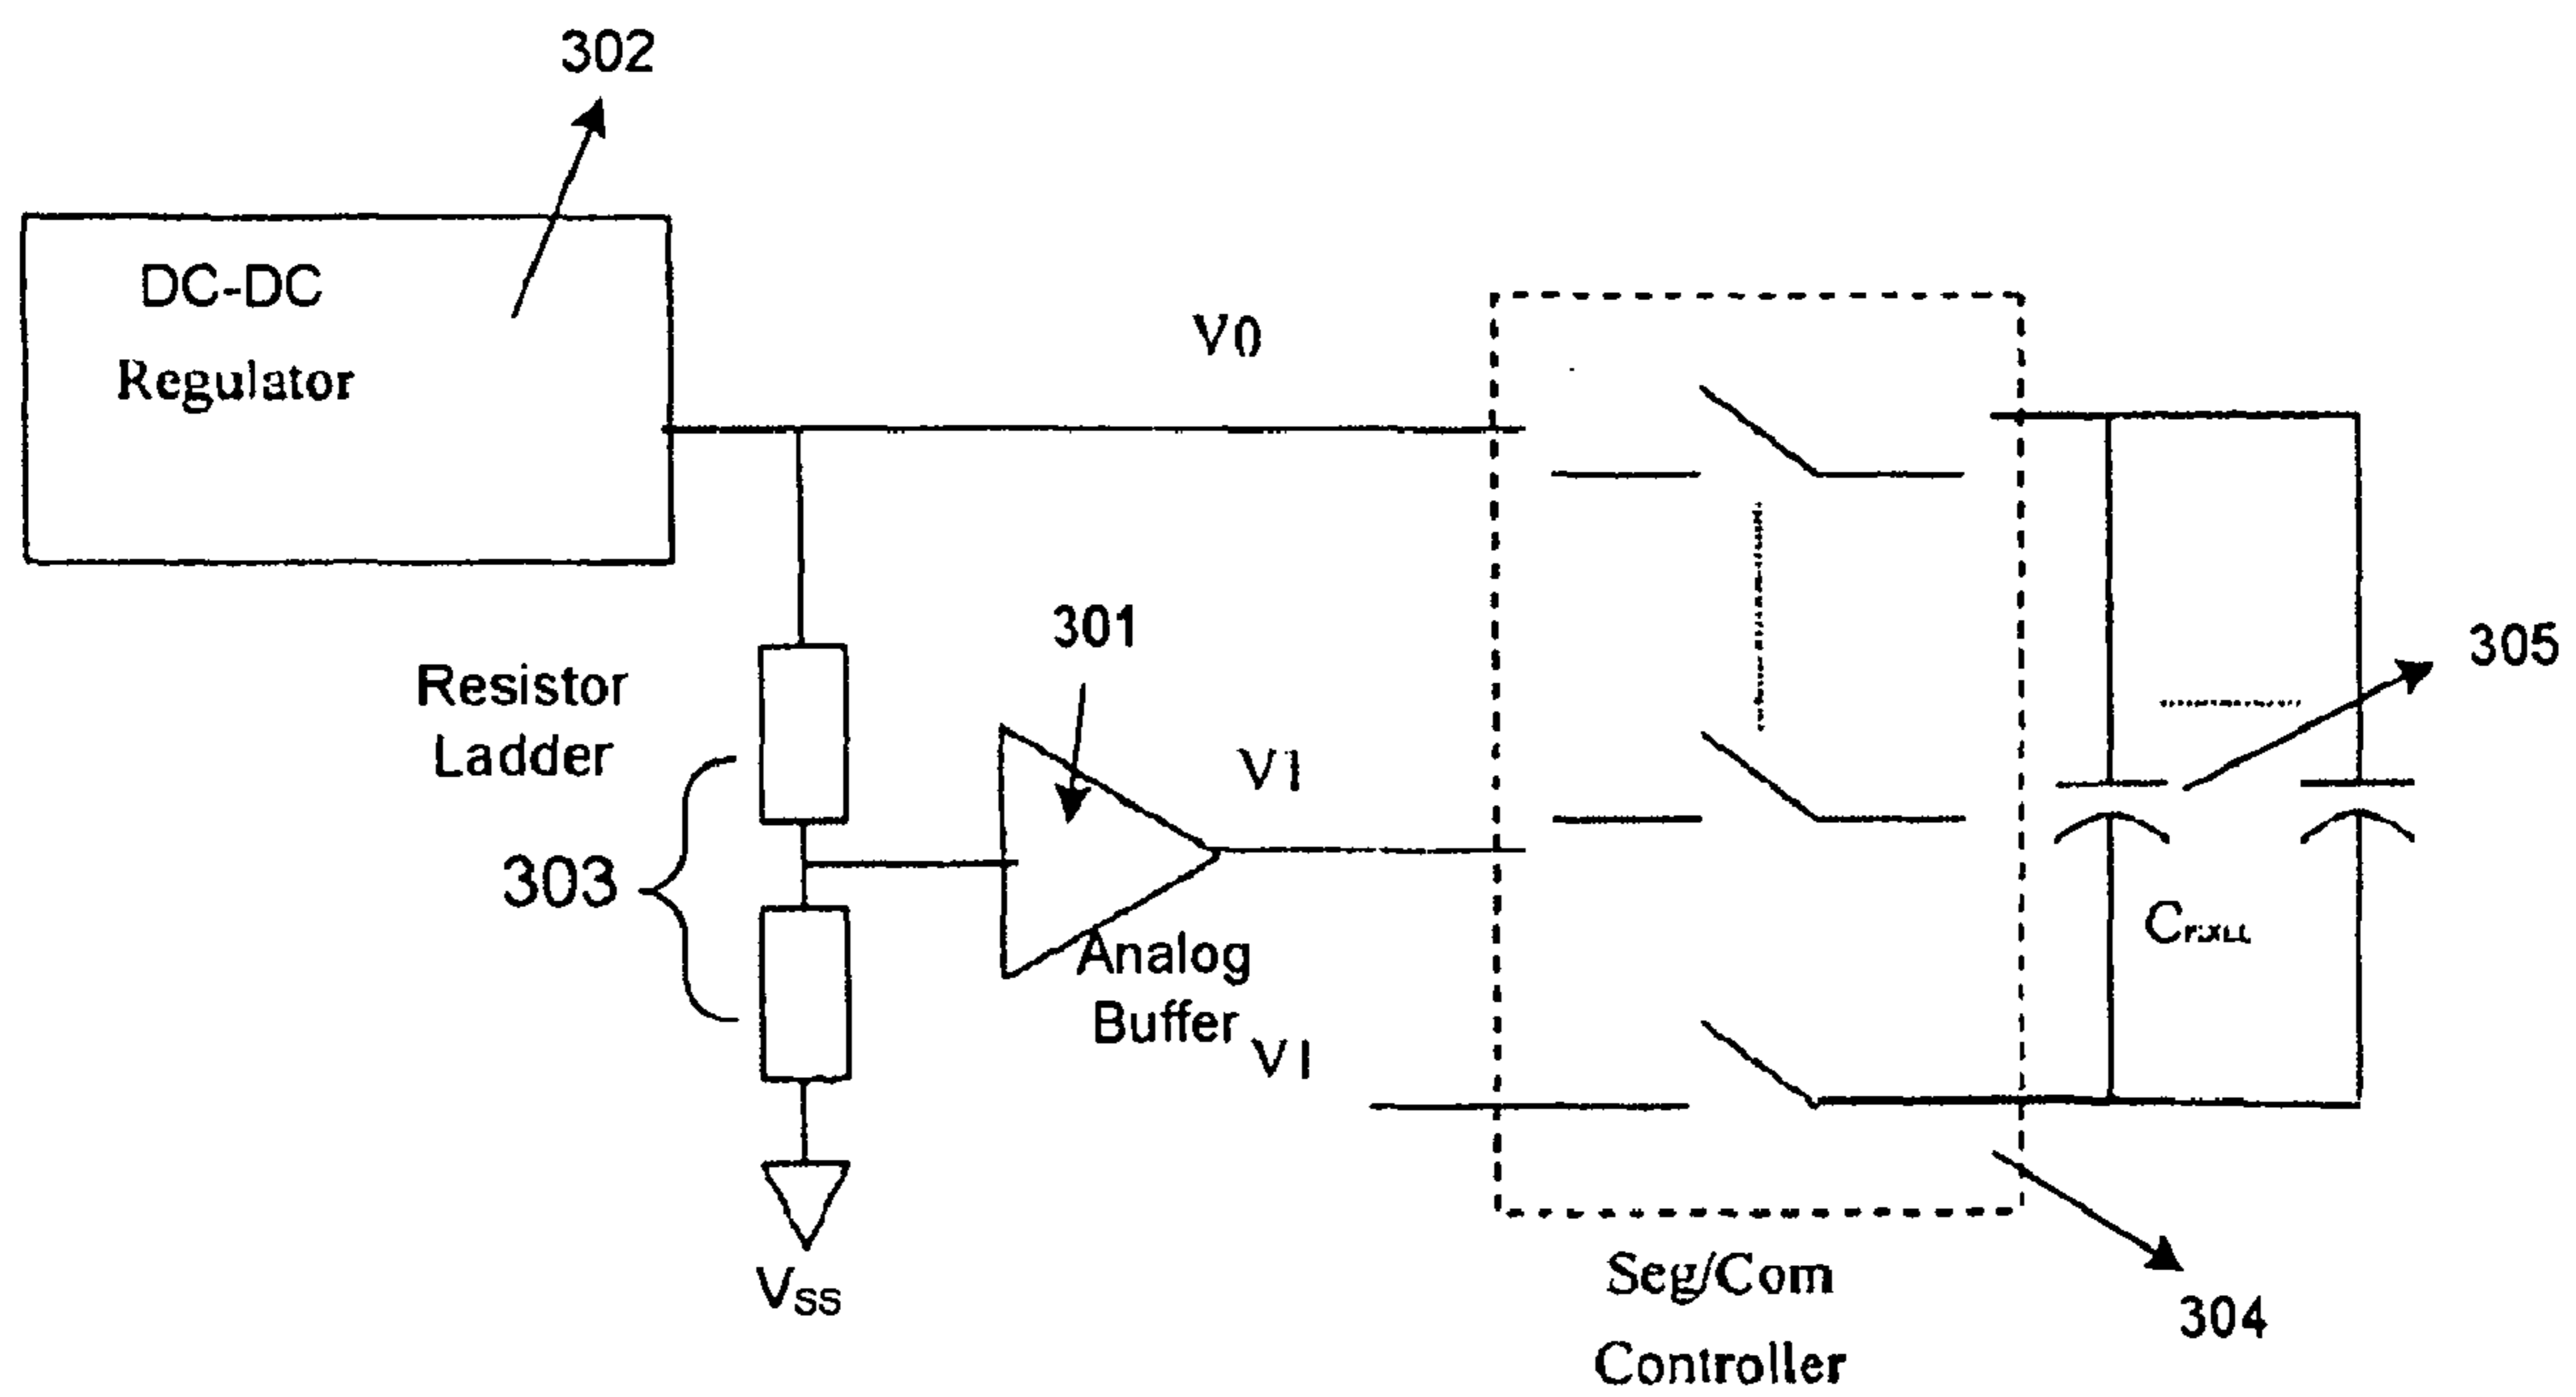 302
DC-DC
Regulator
V0
301
305
Resistor
Ladder
V1
303
C
Analog
Buffer
V1
VSS
Seg/Com
304
Controller